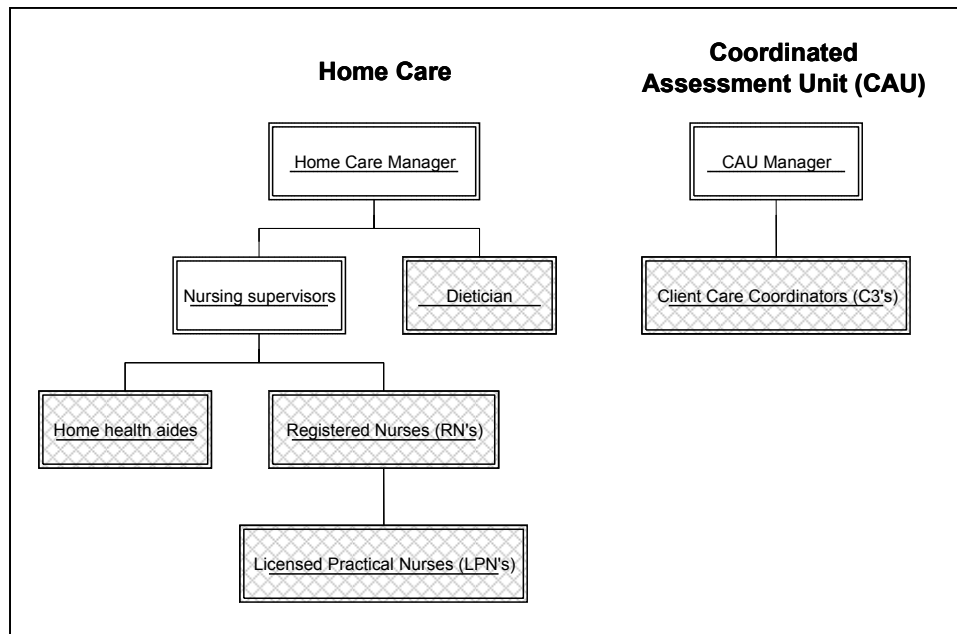 Home Care
Coordinated
Assessment Unit (CAU)
Home Care Manager
CAU Manager
Nursing supervisors
Dietician
Client Care Coordinators (C3's)
Home health aides
Registered Nurses (RN's)
Licensed Practical Nurses (LPN's)